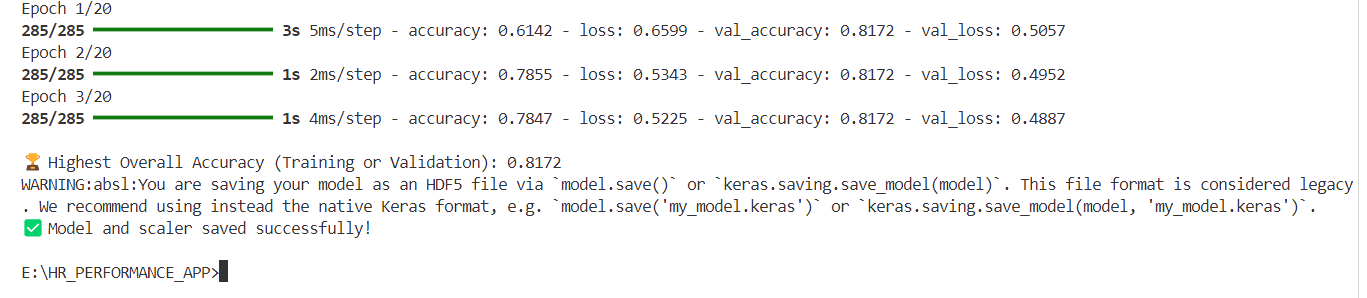 Epoch 1/20
285/285 ━━━━━━━━━━━━━━━━━━━━ 3s 5ms/step - accuracy: 0.6142 - loss: 0.6599 - val_accuracy: 0.8172 - val_loss: 0.5057
Epoch 2/20
285/285 ━━━━━━━━━━━━━━━━━━━━ 1s 2ms/step - accuracy: 0.7855 - loss: 0.5343 - val_accuracy: 0.8172 - val_loss: 0.4952
Epoch 3/20
285/285 ━━━━━━━━━━━━━━━━━━━━ 1s 4ms/step - accuracy: 0.7847 - loss: 0.5225 - val_accuracy: 0.8172 - val_loss: 0.4887
🏆 Highest Overall Accuracy (Training or Validation): 0.8172
WARNING:absl:You are saving your model as an HDF5 file via `model.save()` or `keras.saving.save_model(model)`. This file format is considered legacy
. We recommend using instead the native Keras format, e.g. `model.save('my_model.keras')` or `keras.saving.save_model(model, 'my_model.keras')`.
✅ Model and scaler saved successfully!
E:\HR_PERFORMANCE_APP>